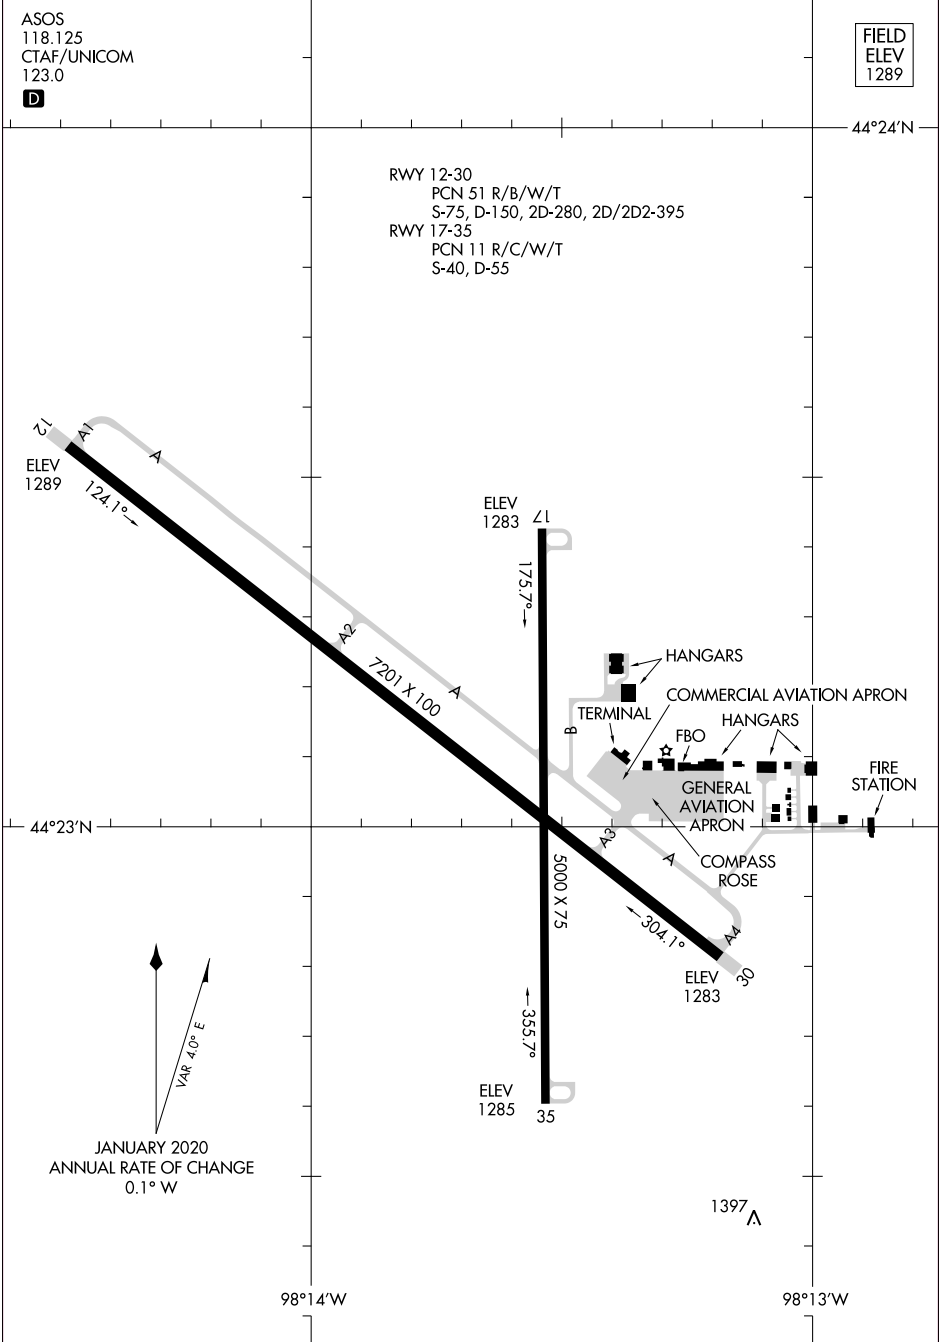 ASOS
118.125
CTAF/UNICOM
123.0
D
FIELD
ELEV
1289
44°24'N
RWY 12-30
PCN 51 R/B/W/T
S-75, D-150, 2D-280, 2D/2D2-395
RWY 17-35
PCN 11 R/C/W/T
S-40, D-55
12
A1
A
ELEV
1289
124.1°
ELEV
1283
17
175.7°
A2
7201 X 100
A
HANGARS
COMMERCIAL AVIATION APRON
TERMINAL
HANGARS
B
FBO
FIRE
STATION
GENERAL
AVIATION
APRON
44°23'N
A3
A
COMPASS
ROSE
5000 X 75
304.1°
A4
30
ELEV
1283
355.7°
VAR 4.0° E
ELEV
1285
35
JANUARY 2020
ANNUAL RATE OF CHANGE
0.1° W
1397
98°14'W
98°13'W